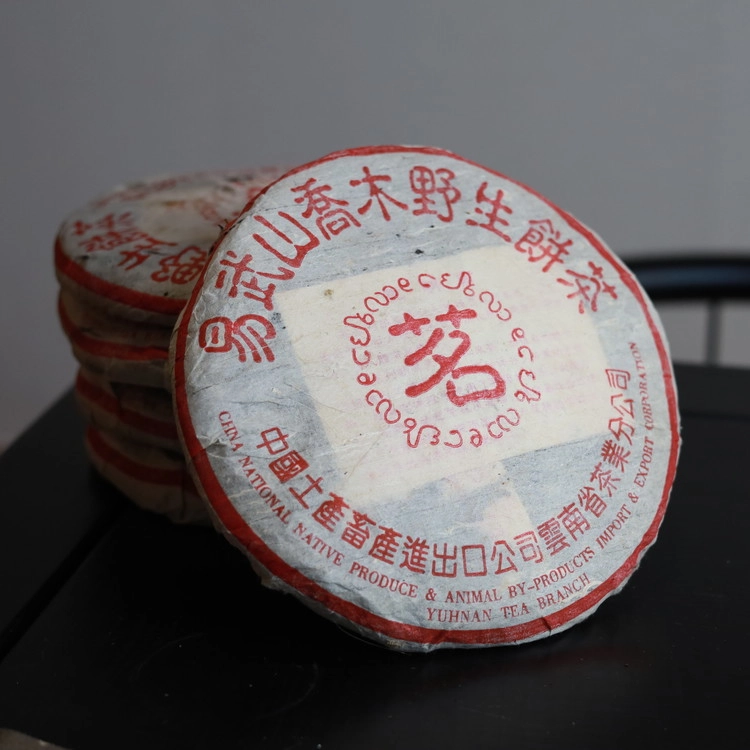 易武山喬木野生餅茶
茗
中國土產畜產進出口公司雲南省茶業分公司
CHINA NATIONAL NATIVE PRODUCE & ANIMAL BY-PRODUCTS IMPORT & EXPORT CORPORATION
YUHNAN TEA BRANCH